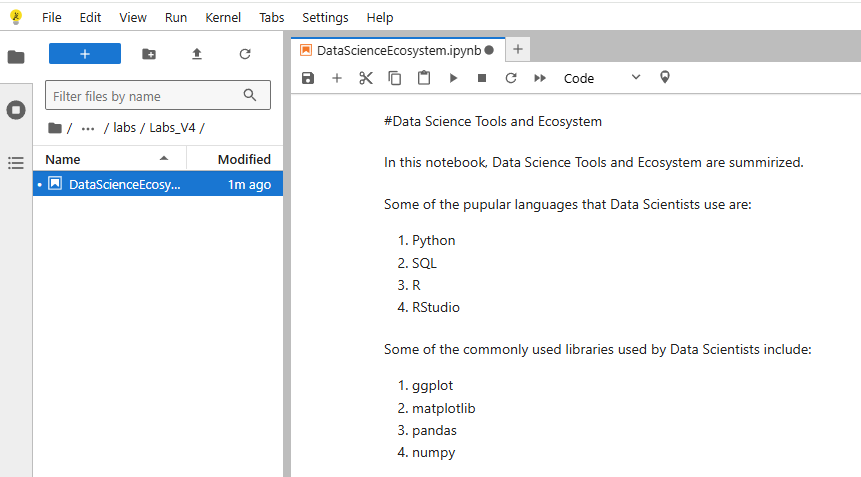 File Edit View Run Kernel Tabs Settings Help
+
Filter files by name
/ ... / labs / Labs_V4 /
Name Modified
DataScienceEcosy... 1m ago
DataScienceEcosystem.ipynb +
+ Code
#Data Science Tools and Ecosystem
In this notebook, Data Science Tools and Ecosystem are summirized.
Some of the pupular languages that Data Scientists use are:
1. Python
2. SQL
3. R
4. RStudio
Some of the commonly used libraries used by Data Scientists include:
1. ggplot
2. matplotlib
3. pandas
4. numpy